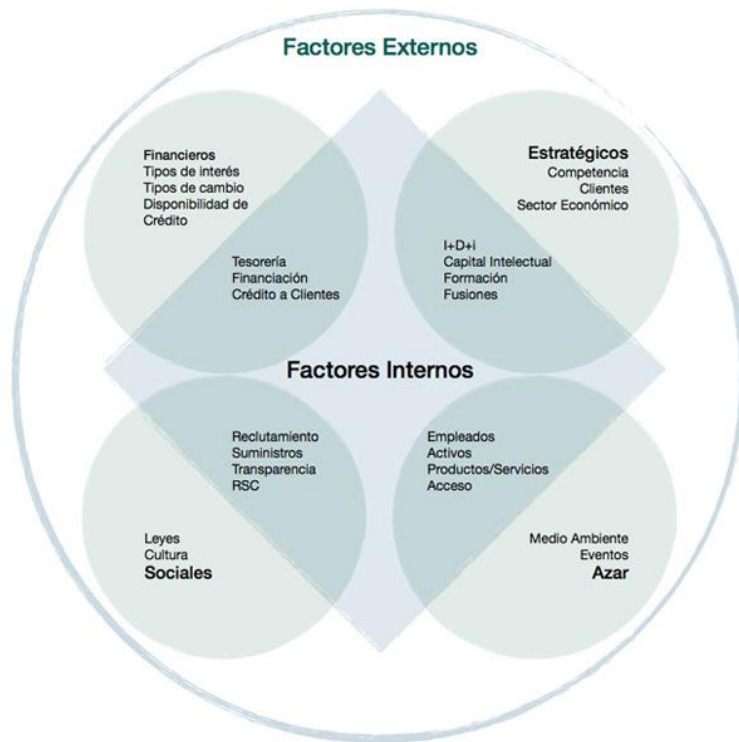 Factores Externos
Financieros
Tipos de interés
Tipos de cambio
Disponibilidad de
Crédito
Estratégicos
Competencia
Clientes
Sector Económico
Tesorería
Financiación
Crédito a Clientes
I+D+i
Capital Intelectual
Formación
Fusiones
Factores Internos
Reclutamiento
Suministros
Transparencia
RSC
Empleados
Activos
Productos/Servicios
Acceso
Leyes
Cultura
Sociales
Medio Ambiente
Eventos
Azar